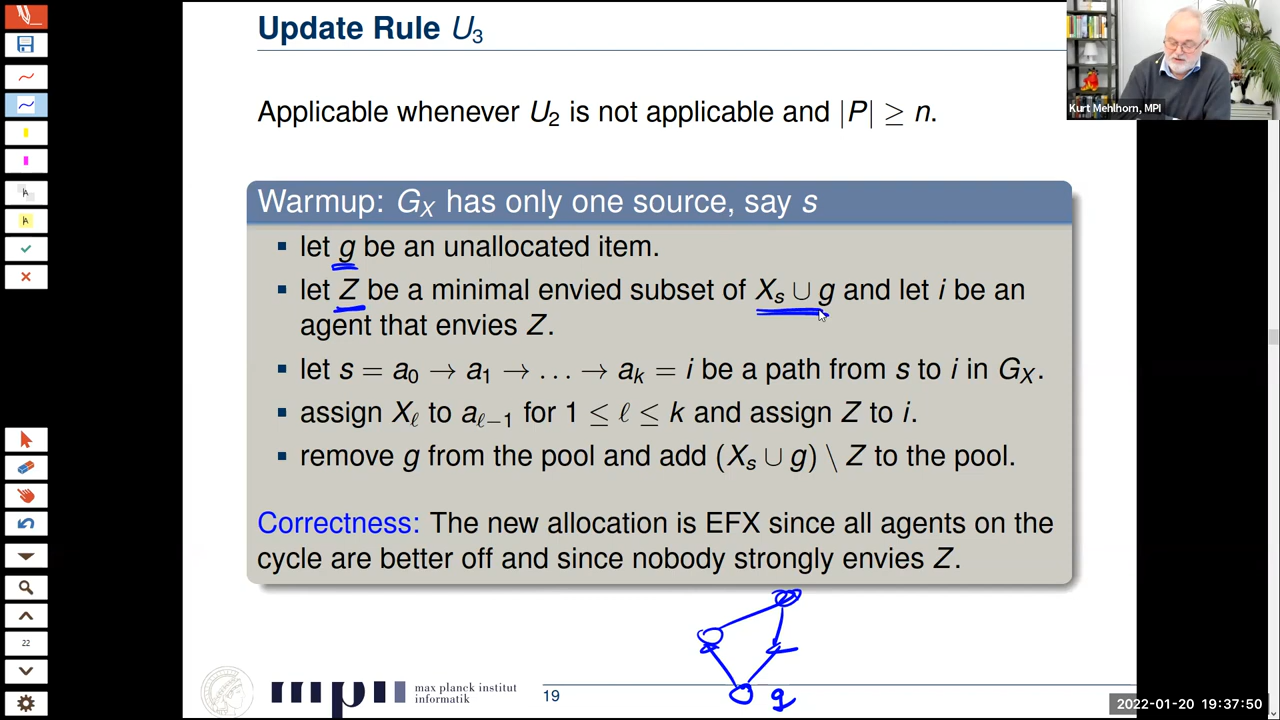 Update Rule U₃
Kurt Mehlhorn, MPI
Applicable whenever U₂ is not applicable and |P| ≥ n.
Warmup: G_X has only one source, say s
▪ let g be an unallocated item.
▪ let Z be a minimal envied subset of X_s ∪ g and let i be an
agent that envies Z.
▪ let s = a₀ → a₁ → … → a_k = i be a path from s to i in G_X.
▪ assign X_ℓ to a_{ℓ−1} for 1 ≤ ℓ ≤ k and assign Z to i.
▪ remove g from the pool and add (X_s ∪ g) \ Z to the pool.
Correctness: The new allocation is EFX since all agents on the
cycle are better off and since nobody strongly envies Z.
g
22
mpi
max planck institut
informatik
19
2022-01-20 19:37:50